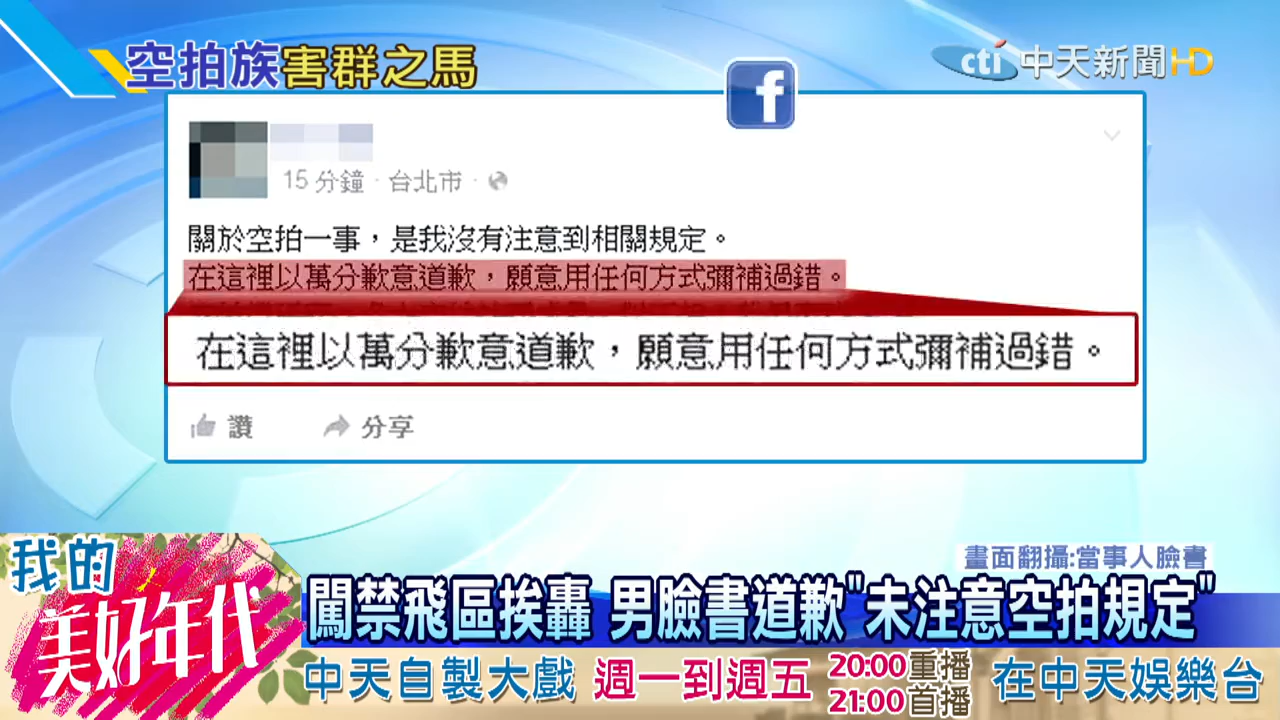 空拍族害群之馬
cti 中天新聞HD
f
15 分鐘 · 台北市 ·
關於空拍一事，是我沒有注意到相關規定。
在這裡以萬分歉意道歉，願意用任何方式彌補過錯。
在這裡以萬分歉意道歉，願意用任何方式彌補過錯。
讚 分享
畫面翻攝:當事人臉書
闖禁飛區挨轟 男臉書道歉"未注意空拍規定"
我的
美好年代
中天自製大戲 週一到週五 20:00重播 21:00首播 在中天娛樂台